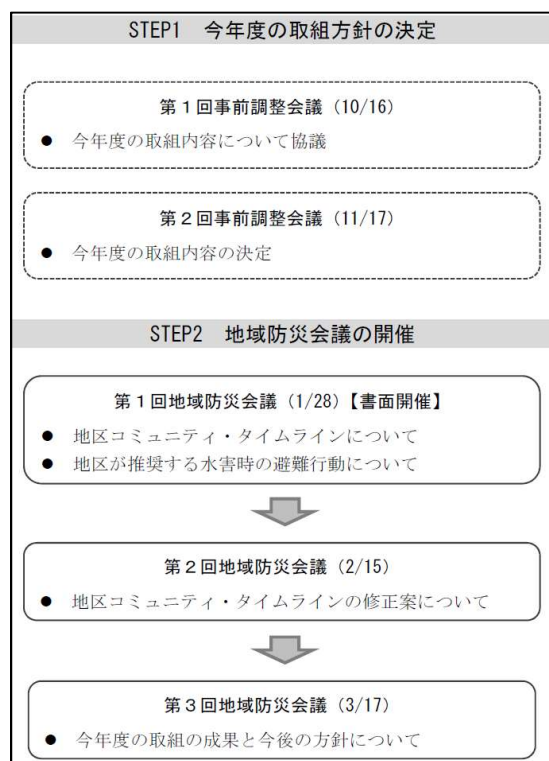 STEP1 今年度の取組方針の決定
第1回事前調整会議（10/16）
● 今年度の取組内容について協議
第2回事前調整会議（11/17）
● 今年度の取組内容の決定
STEP2 地域防災会議の開催
第1回地域防災会議（1/28）【書面開催】
● 地区コミュニティ・タイムラインについて
● 地区が推奨する水害時の避難行動について
第2回地域防災会議（2/15）
● 地区コミュニティ・タイムラインの修正案について
第3回地域防災会議（3/17）
● 今年度の取組の成果と今後の方針について